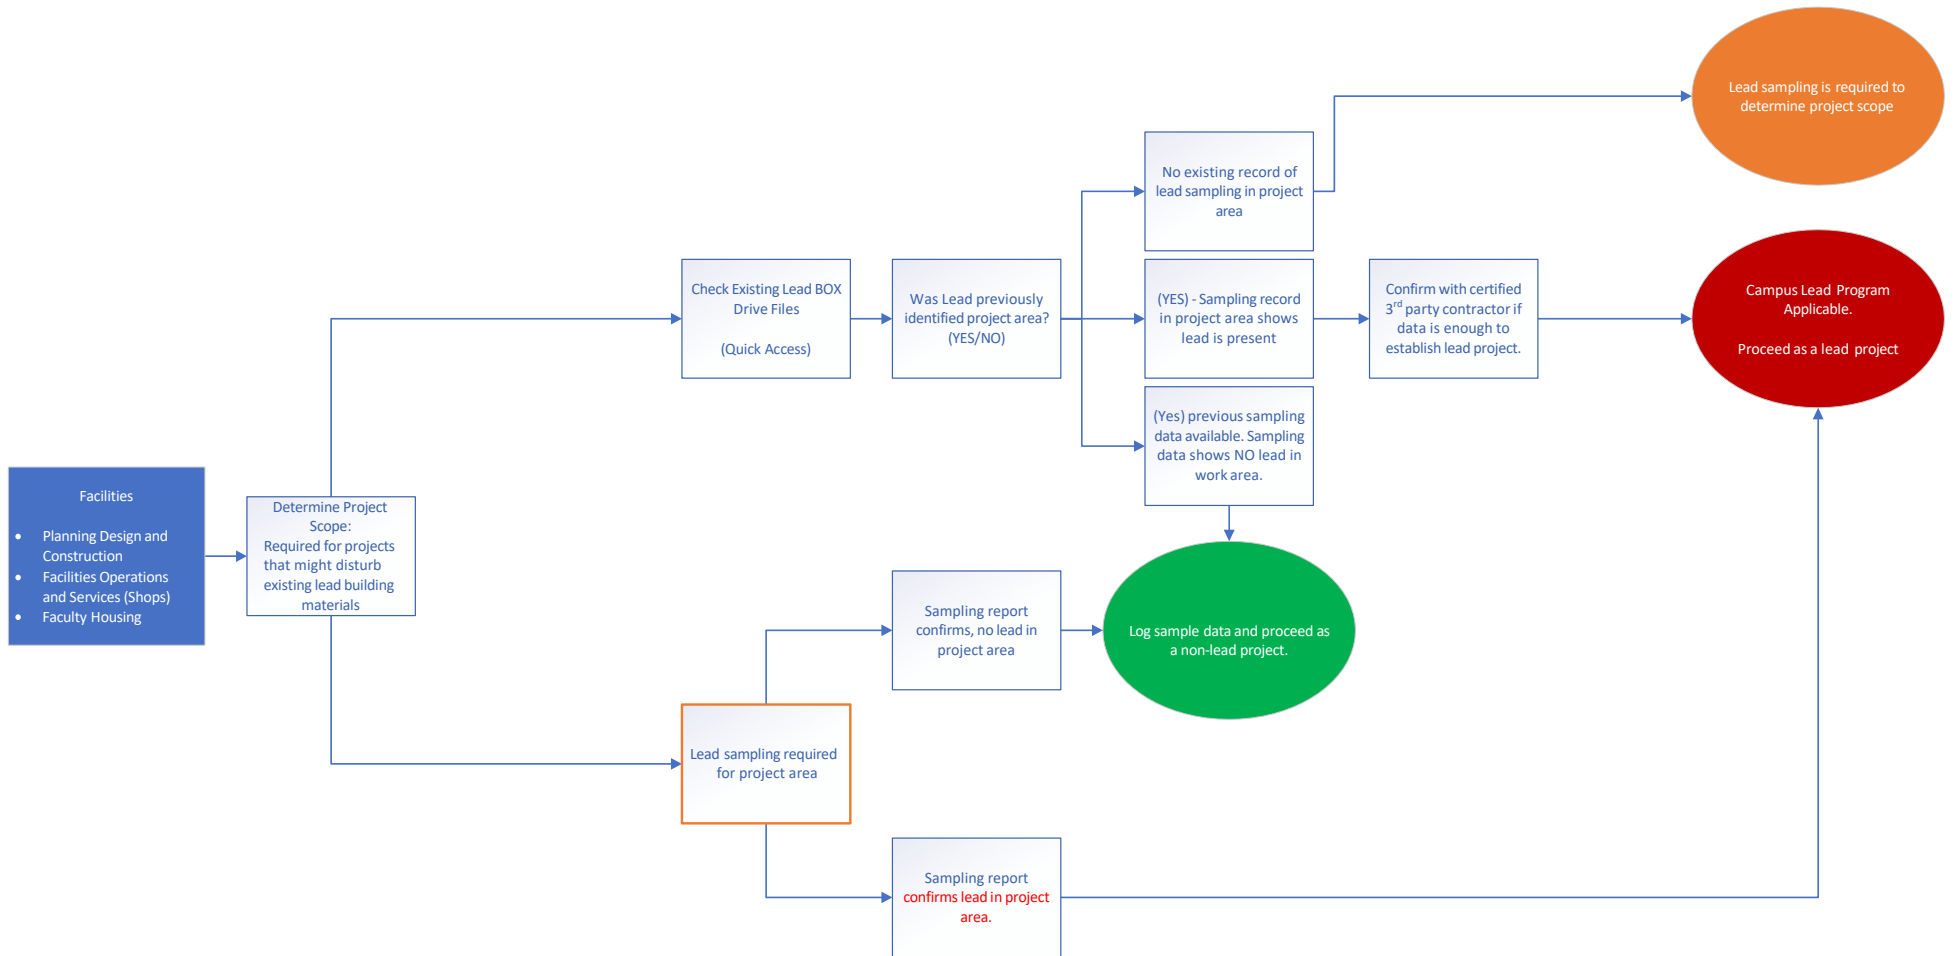 Facilities
• Planning Design and
Construction
• Facilities Operations
and Services (Shops)
• Faculty Housing
Determine Project
Scope:
Required for projects
that might disturb
existing lead building
materials
Check Existing Lead BOX
Drive Files
(Quick Access)
Was Lead previously
identified project area?
(YES/NO)
No existing record of
lead sampling in project
area
Lead sampling is required to
determine project scope
(YES) - Sampling record
in project area shows
lead is present
Confirm with certified
3rd party contractor if
data is enough to
establish lead project.
Campus Lead Program
Applicable.
Proceed as a lead project
(Yes) previous sampling
data available. Sampling
data shows NO lead in
work area.
Lead sampling required
for project area
Sampling report
confirms, no lead in
project area
Log sample data and proceed as
a non-lead project.
Sampling report
confirms lead in project
area.